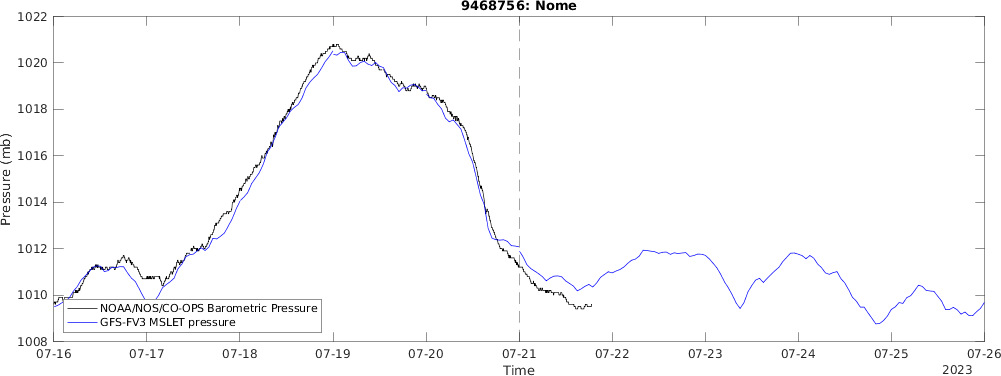 9468756: Nome
1022
1020
1018
1016
1014
1012
1010
1008
Pressure (mb)
NOAA/NOS/CO-OPS Barometric Pressure
GFS-FV3 MSLET pressure
07-16 07-17 07-18 07-19 07-20 07-21 07-22 07-23 07-24 07-25 07-26
Time
2023